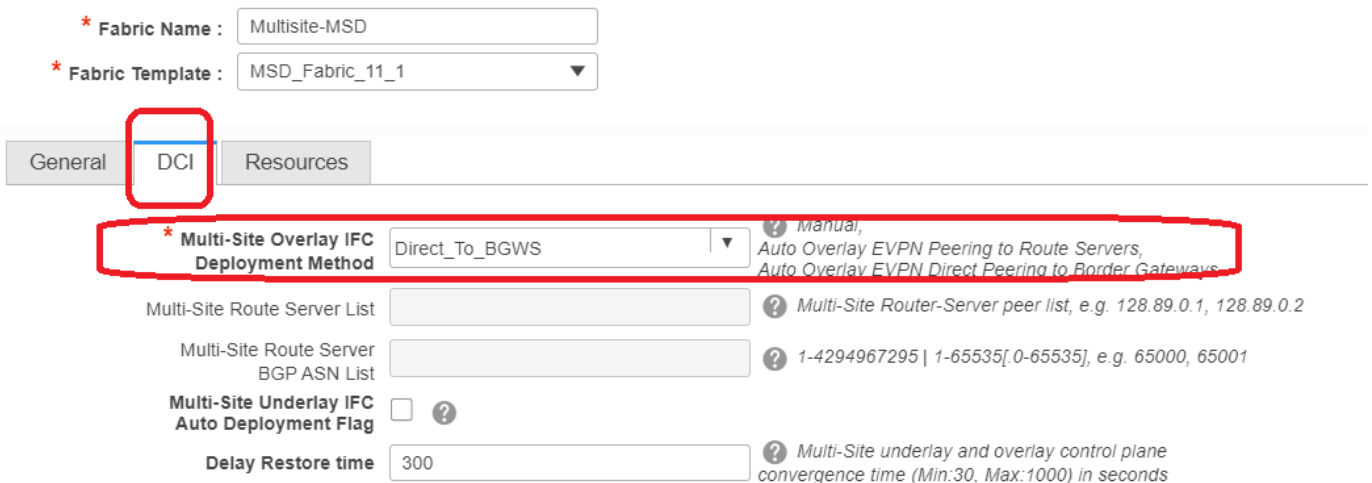 * Fabric Name : Multisite-MSD
* Fabric Template : MSD_Fabric_11_1
General DCI Resources
* Multi-Site Overlay IFC
Deployment Method
Direct_To_BGWS
? Manual,
Auto Overlay EVPN Peering to Route Servers,
Auto Overlay EVPN Direct Peering to Border Gateways
Multi-Site Route Server List
? Multi-Site Router-Server peer list, e.g. 128.89.0.1, 128.89.0.2
Multi-Site Route Server
BGP ASN List
? 1-4294967295 | 1-65535[.0-65535], e.g. 65000, 65001
Multi-Site Underlay IFC
Auto Deployment Flag
?
Delay Restore time 300
? Multi-Site underlay and overlay control plane
convergence time (Min:30, Max:1000) in seconds